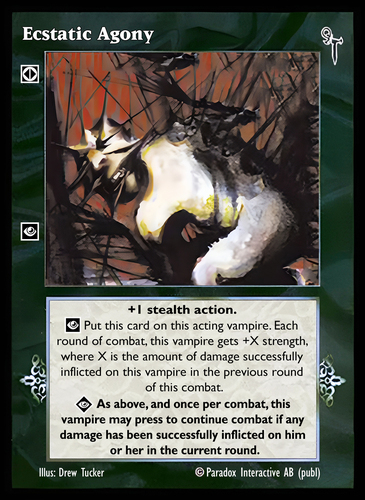 Ecstatic Agony
+1 stealth action.
Put this card on this acting vampire. Each
round of combat, this vampire gets +X strength,
where X is the amount of damage successfully
inflicted on this vampire in the previous round
of this combat.
As above, and once per combat, this
vampire may press to continue combat if any
damage has been successfully inflicted on him
or her in the current round.
Illus: Drew Tucker
© Paradox Interactive AB (publ)